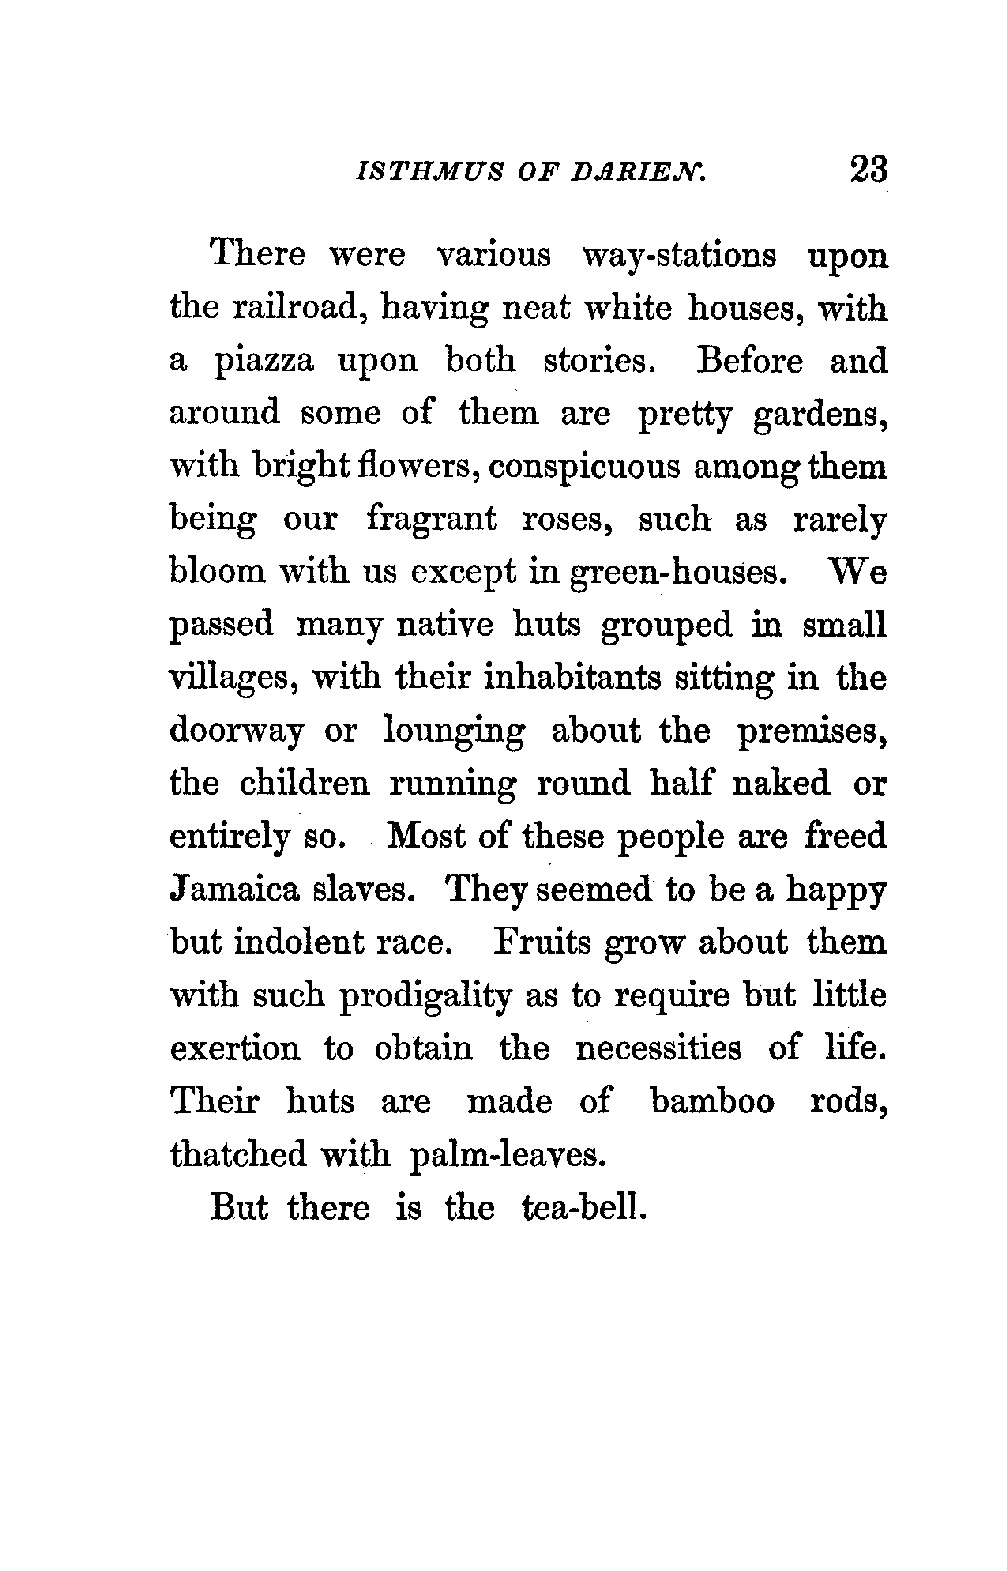 ISTHMUS OF DARIEN. 23
There were various way-stations upon
the railroad, having neat white houses, with
a piazza upon both stories. Before and
around some of them are pretty gardens,
with bright flowers, conspicuous among them
being our fragrant roses, such as rarely
bloom with us except in green-houses. We
passed many native huts grouped in small
villages, with their inhabitants sitting in the
doorway or lounging about the premises,
the children running round half naked or
entirely so. Most of these people are freed
Jamaica slaves. They seemed to be a happy
but indolent race. Fruits grow about them
with such prodigality as to require but little
exertion to obtain the necessities of life.
Their huts are made of bamboo rods,
thatched with palm-leaves.
But there is the tea-bell.